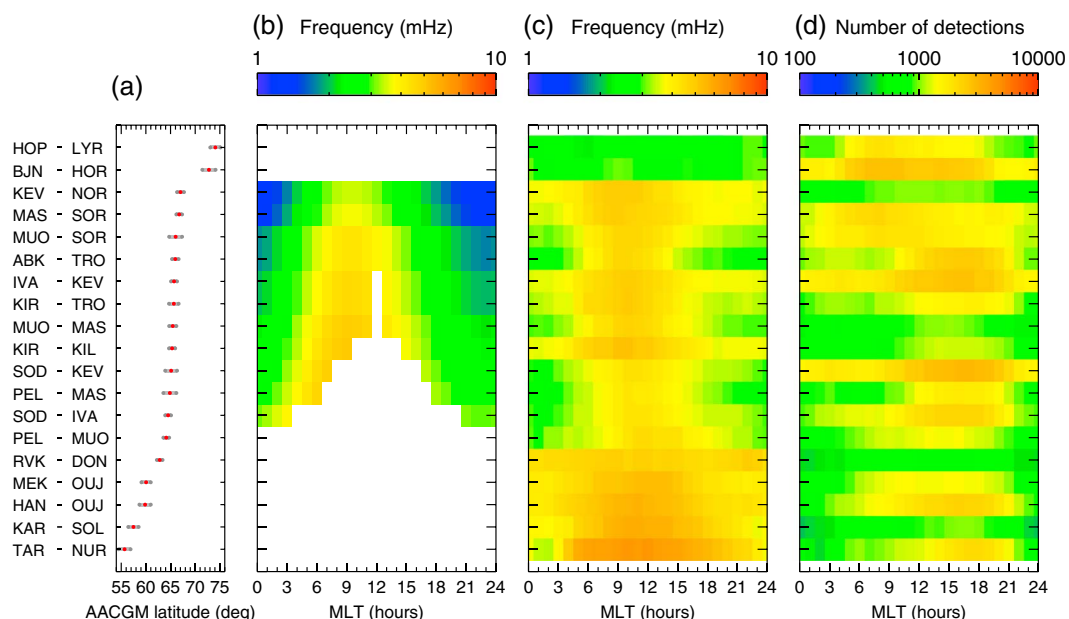 (b) Frequency (mHz)
1 10
(c) Frequency (mHz)
1 10
(d) Number of detections
100 1000 10000
(a)
HOP - LYR
BJN - HOR
KEV - NOR
MAS - SOR
MUO - SOR
ABK - TRO
IVA - KEV
KIR - TRO
MUO - MAS
KIR - KIL
SOD - KEV
PEL - MAS
SOD - IVA
PEL - MUO
RVK - DON
MEK - OUJ
HAN - OUJ
KAR - SOL
TAR - NUR
55 60 65 70 75
AACGM latitude (deg)
0 3 6 9 12 15 18 21 24
MLT (hours)
0 3 6 9 12 15 18 21 24
MLT (hours)
0 3 6 9 12 15 18 21 24
MLT (hours)